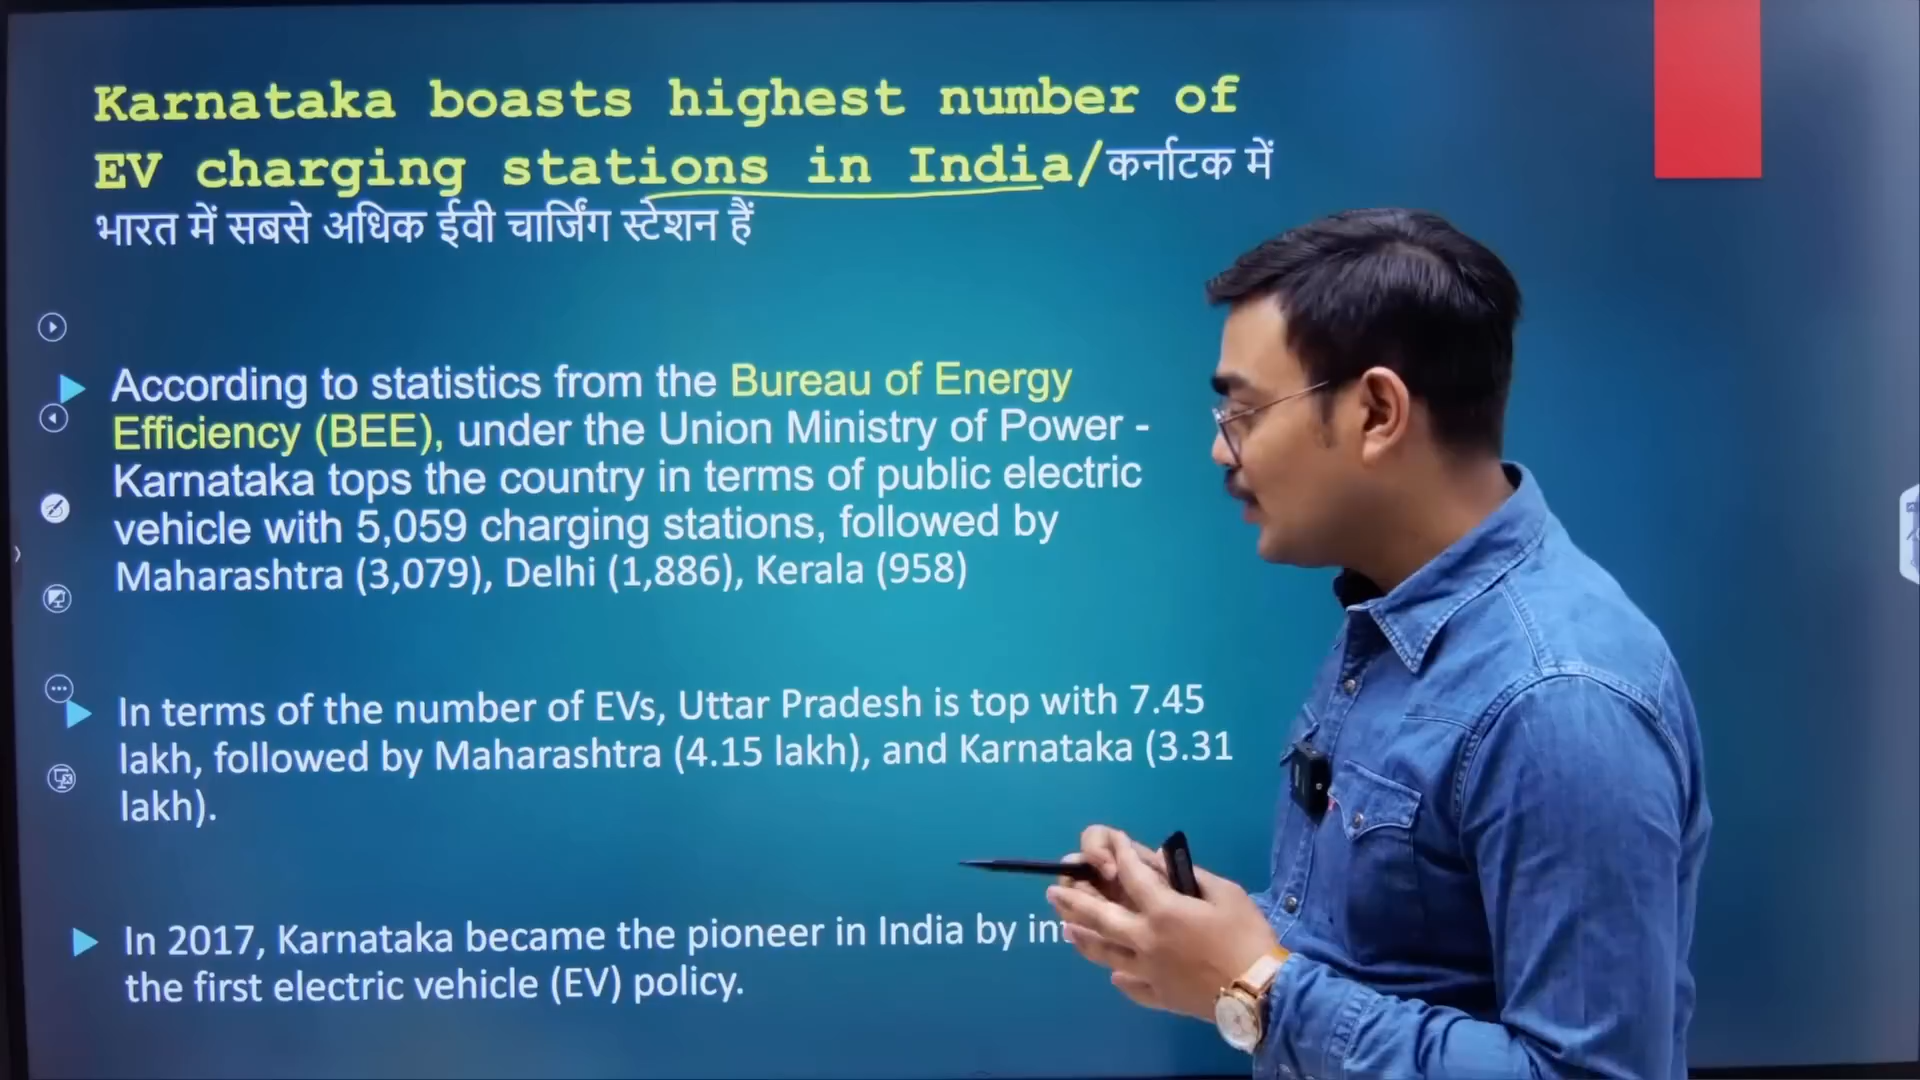 Karnataka boasts highest number of
EV charging stations in India/कर्नाटक में
भारत में सबसे अधिक ईवी चार्जिंग स्टेशन हैं
According to statistics from the Bureau of Energy
Efficiency (BEE), under the Union Ministry of Power -
Karnataka tops the country in terms of public electric
vehicle with 5,059 charging stations, followed by
Maharashtra (3,079), Delhi (1,886), Kerala (958)
In terms of the number of EVs, Uttar Pradesh is top with 7.45
lakh, followed by Maharashtra (4.15 lakh), and Karnataka (3.31
lakh).
In 2017, Karnataka became the pioneer in India by
the first electric vehicle (EV) policy.